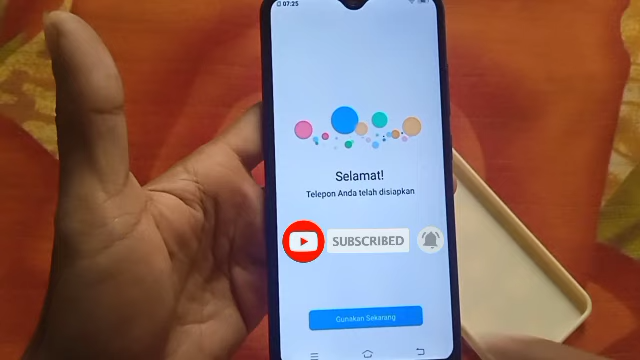 07:25
Selamat!
Telepon Anda telah disiapkan
SUBSCRIBED
Gunakan Sekarang